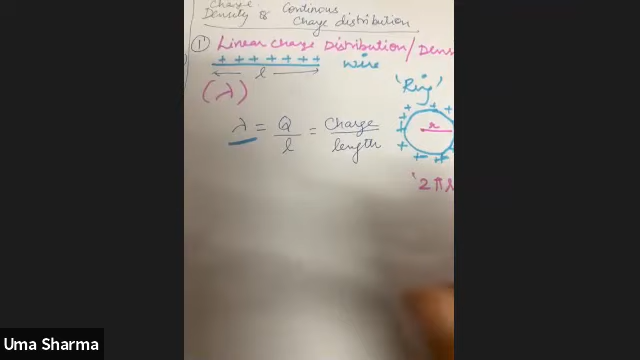 Charge
Density & Continous
Charge distribution
1 Linear Charge Distribution/ Dens
+ + + + + + +
l
wire
(λ)
'Ring'
λ = Q/l = Charge/length
r
'2πr
Uma Sharma